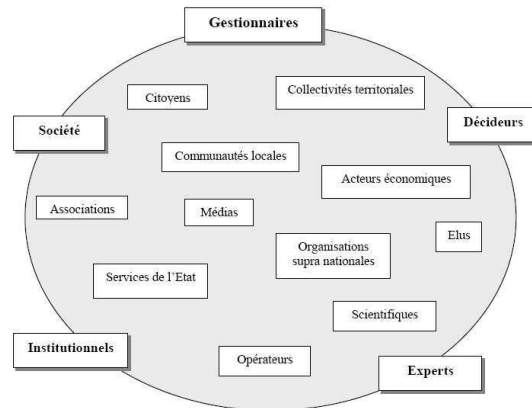 Gestionnaires
Citoyens
Collectivités territoriales
Société
Décideurs
Communautés locales
Acteurs économiques
Associations
Médias
Elus
Organisations
supra nationales
Services de l’Etat
Scientifiques
Institutionnels
Opérateurs
Experts